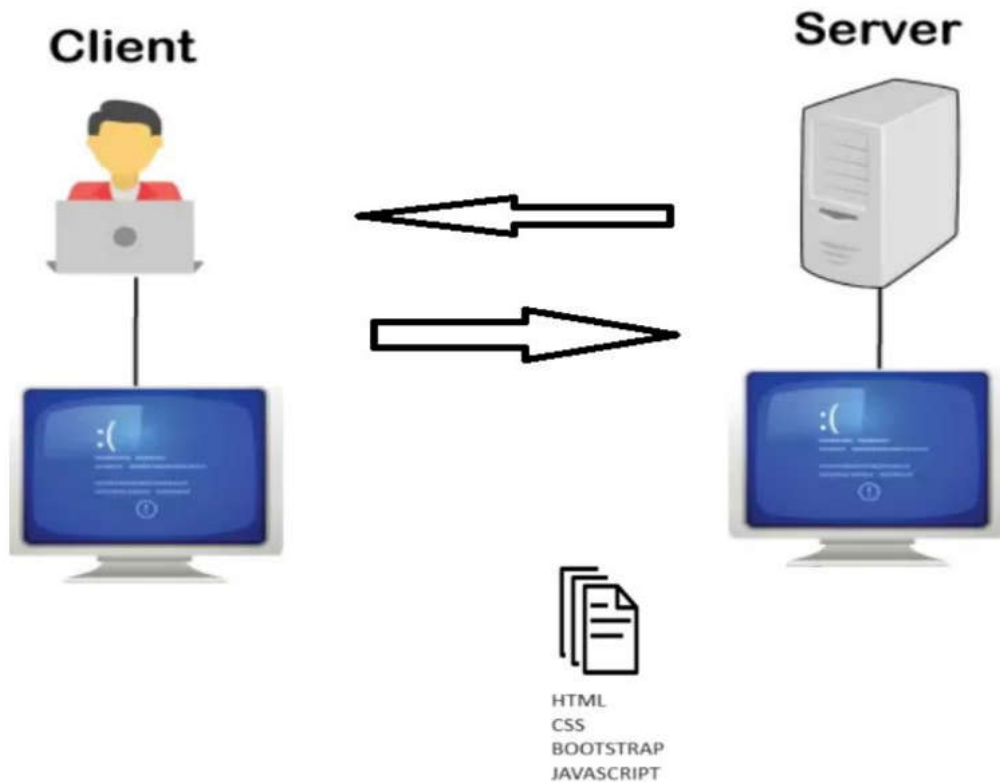 Client
Server
:(
:(
HTML
CSS
BOOTSTRAP
JAVASCRIPT